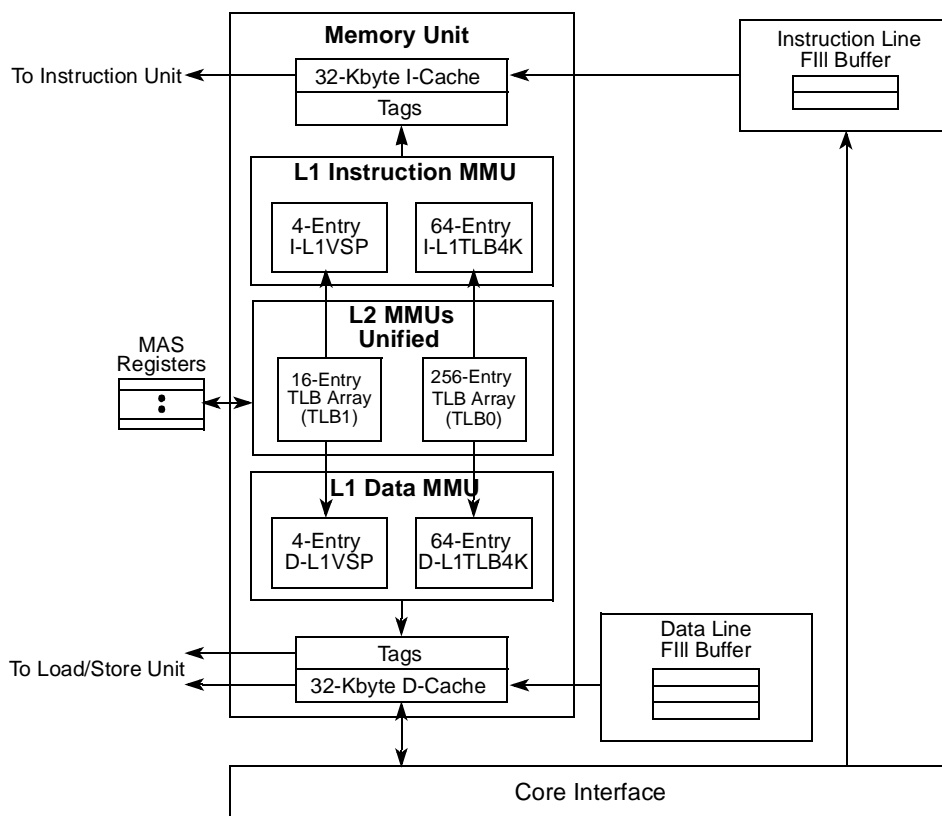 Memory Unit
Instruction Line
FIll Buffer
To Instruction Unit
32-Kbyte I-Cache
Tags
L1 Instruction MMU
4-Entry
I-L1VSP
64-Entry
I-L1TLB4K
L2 MMUs
Unified
MAS
Registers
16-Entry
TLB Array
(TLB1)
256-Entry
TLB Array
(TLB0)
L1 Data MMU
4-Entry
D-L1VSP
64-Entry
D-L1TLB4K
Data Line
FIll Buffer
To Load/Store Unit
Tags
32-Kbyte D-Cache
Core Interface